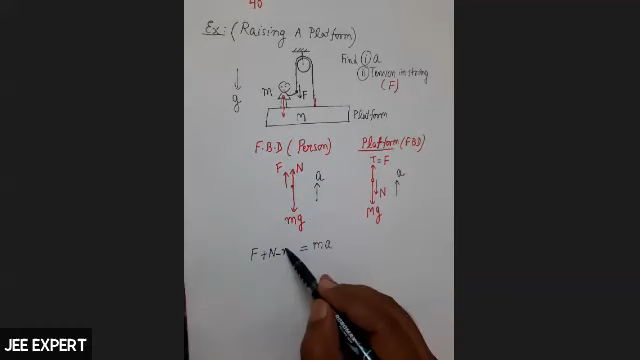 40
Ex: (Raising A Platform)
Find (i) a
(ii) Tension in string
(F)
m
F
g
M
Platform
F.B.D (Person)
Platform (FBD)
F N
a
mg
T = F
a
N
Mg
F + N - m = ma
JEE EXPERT